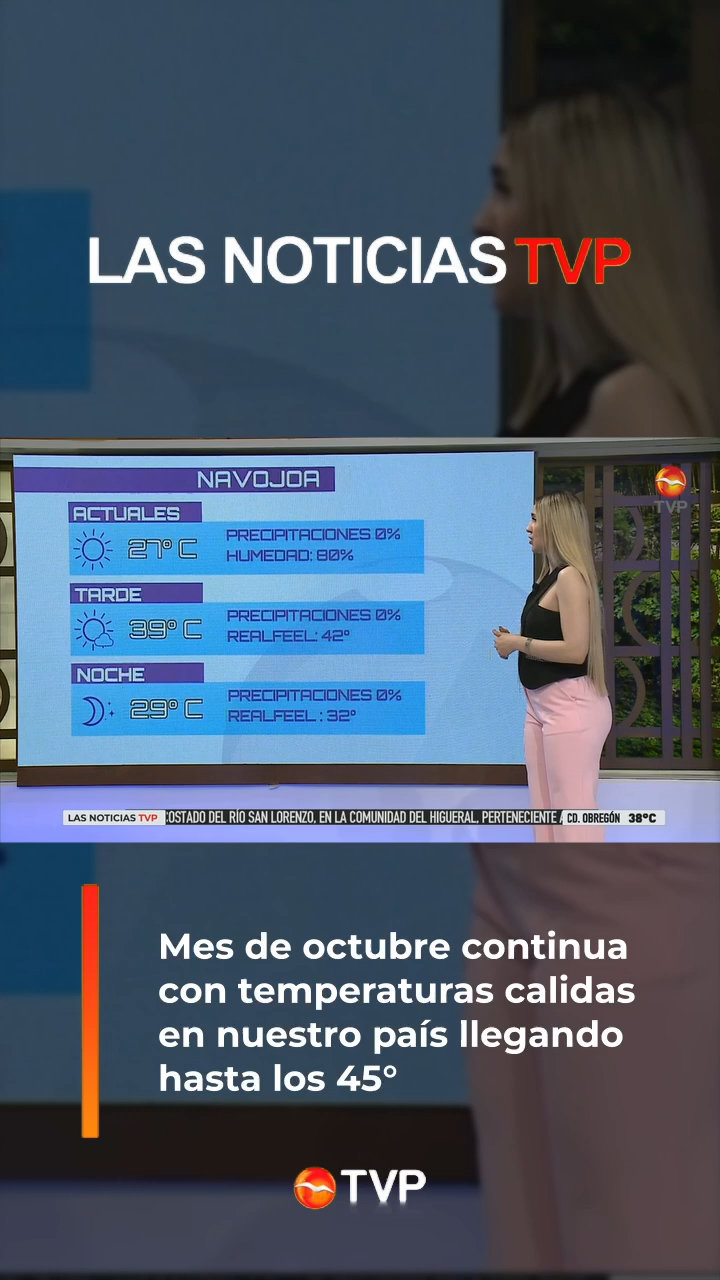 LAS NOTICIAS TVP
NAVOJOA
TVP
ACTUALES
27° C
PRECIPITACIONES 0%
HUMEDAD: 80%
TARDE
39° C
PRECIPITACIONES 0%
REALFEEL: 42°
NOCHE
29° C
PRECIPITACIONES 0%
REALFEEL : 32°
LAS NOTICIAS TVP COSTADO DEL RÍO SAN LORENZO, EN LA COMUNIDAD DEL HIGUERAL, PERTENECIENTE CD. OBREGÓN 38°C
Mes de octubre continua
con temperaturas calidas
en nuestro país llegando
hasta los 45°
TVP